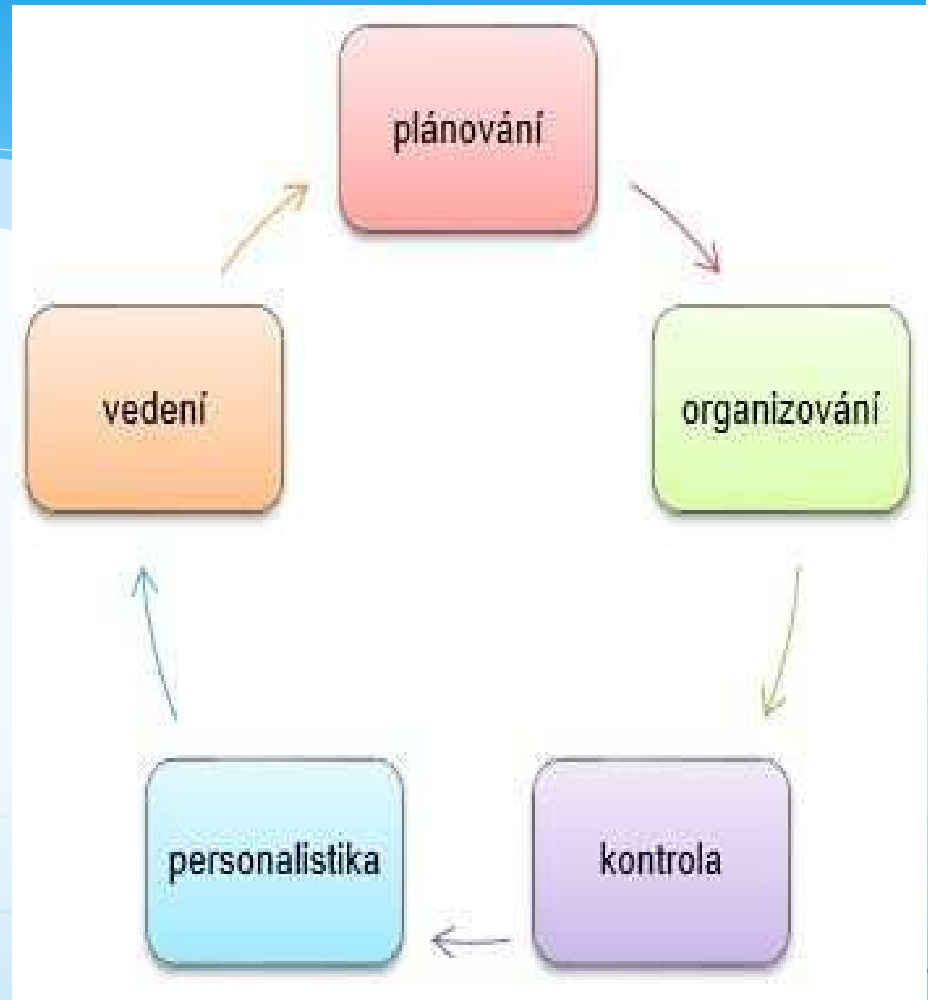 plánování
organizování
kontrola
personalistika
vedení